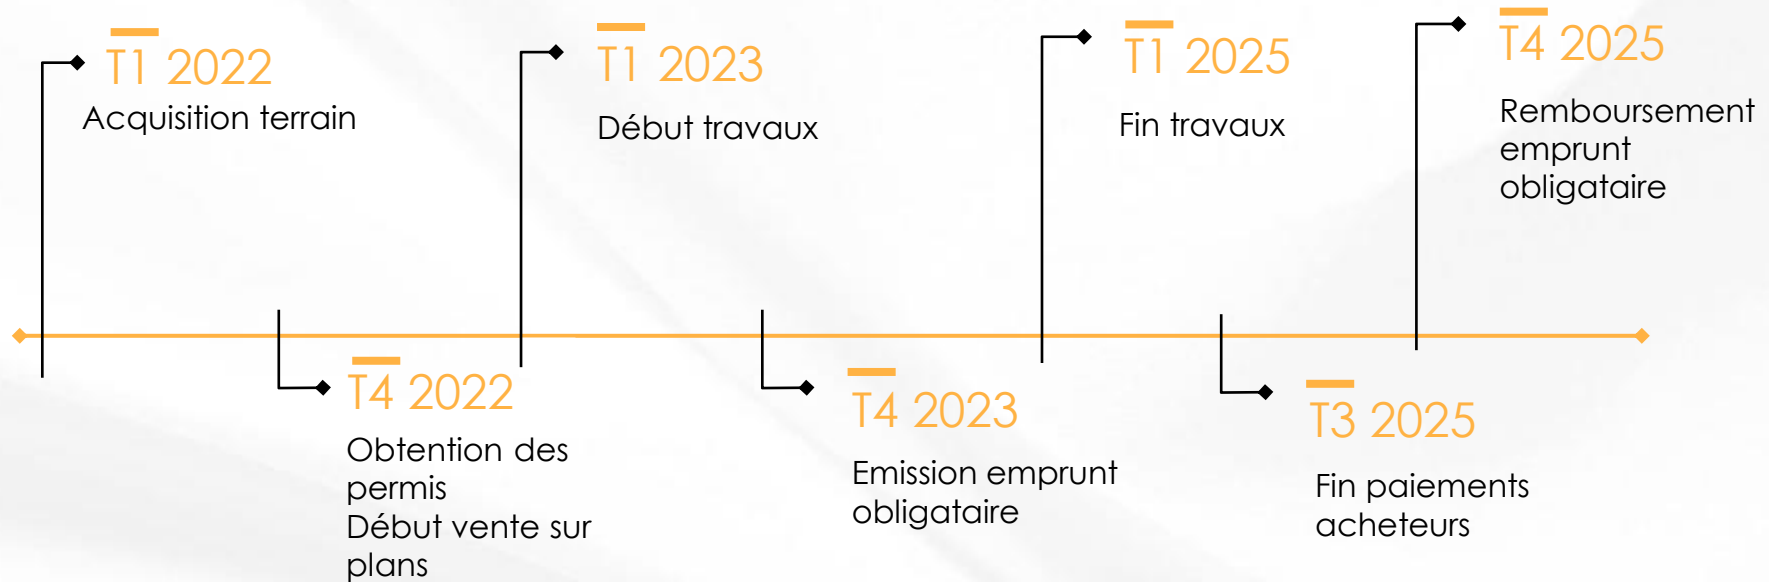 T1 2022
Acquisition terrain
T4 2022
Obtention des
permis
Début vente sur
plans
T1 2023
Début travaux
T4 2023
Emission emprunt
obligataire
T1 2025
Fin travaux
T3 2025
Fin paiements
acheteurs
T4 2025
Remboursement
emprunt
obligataire